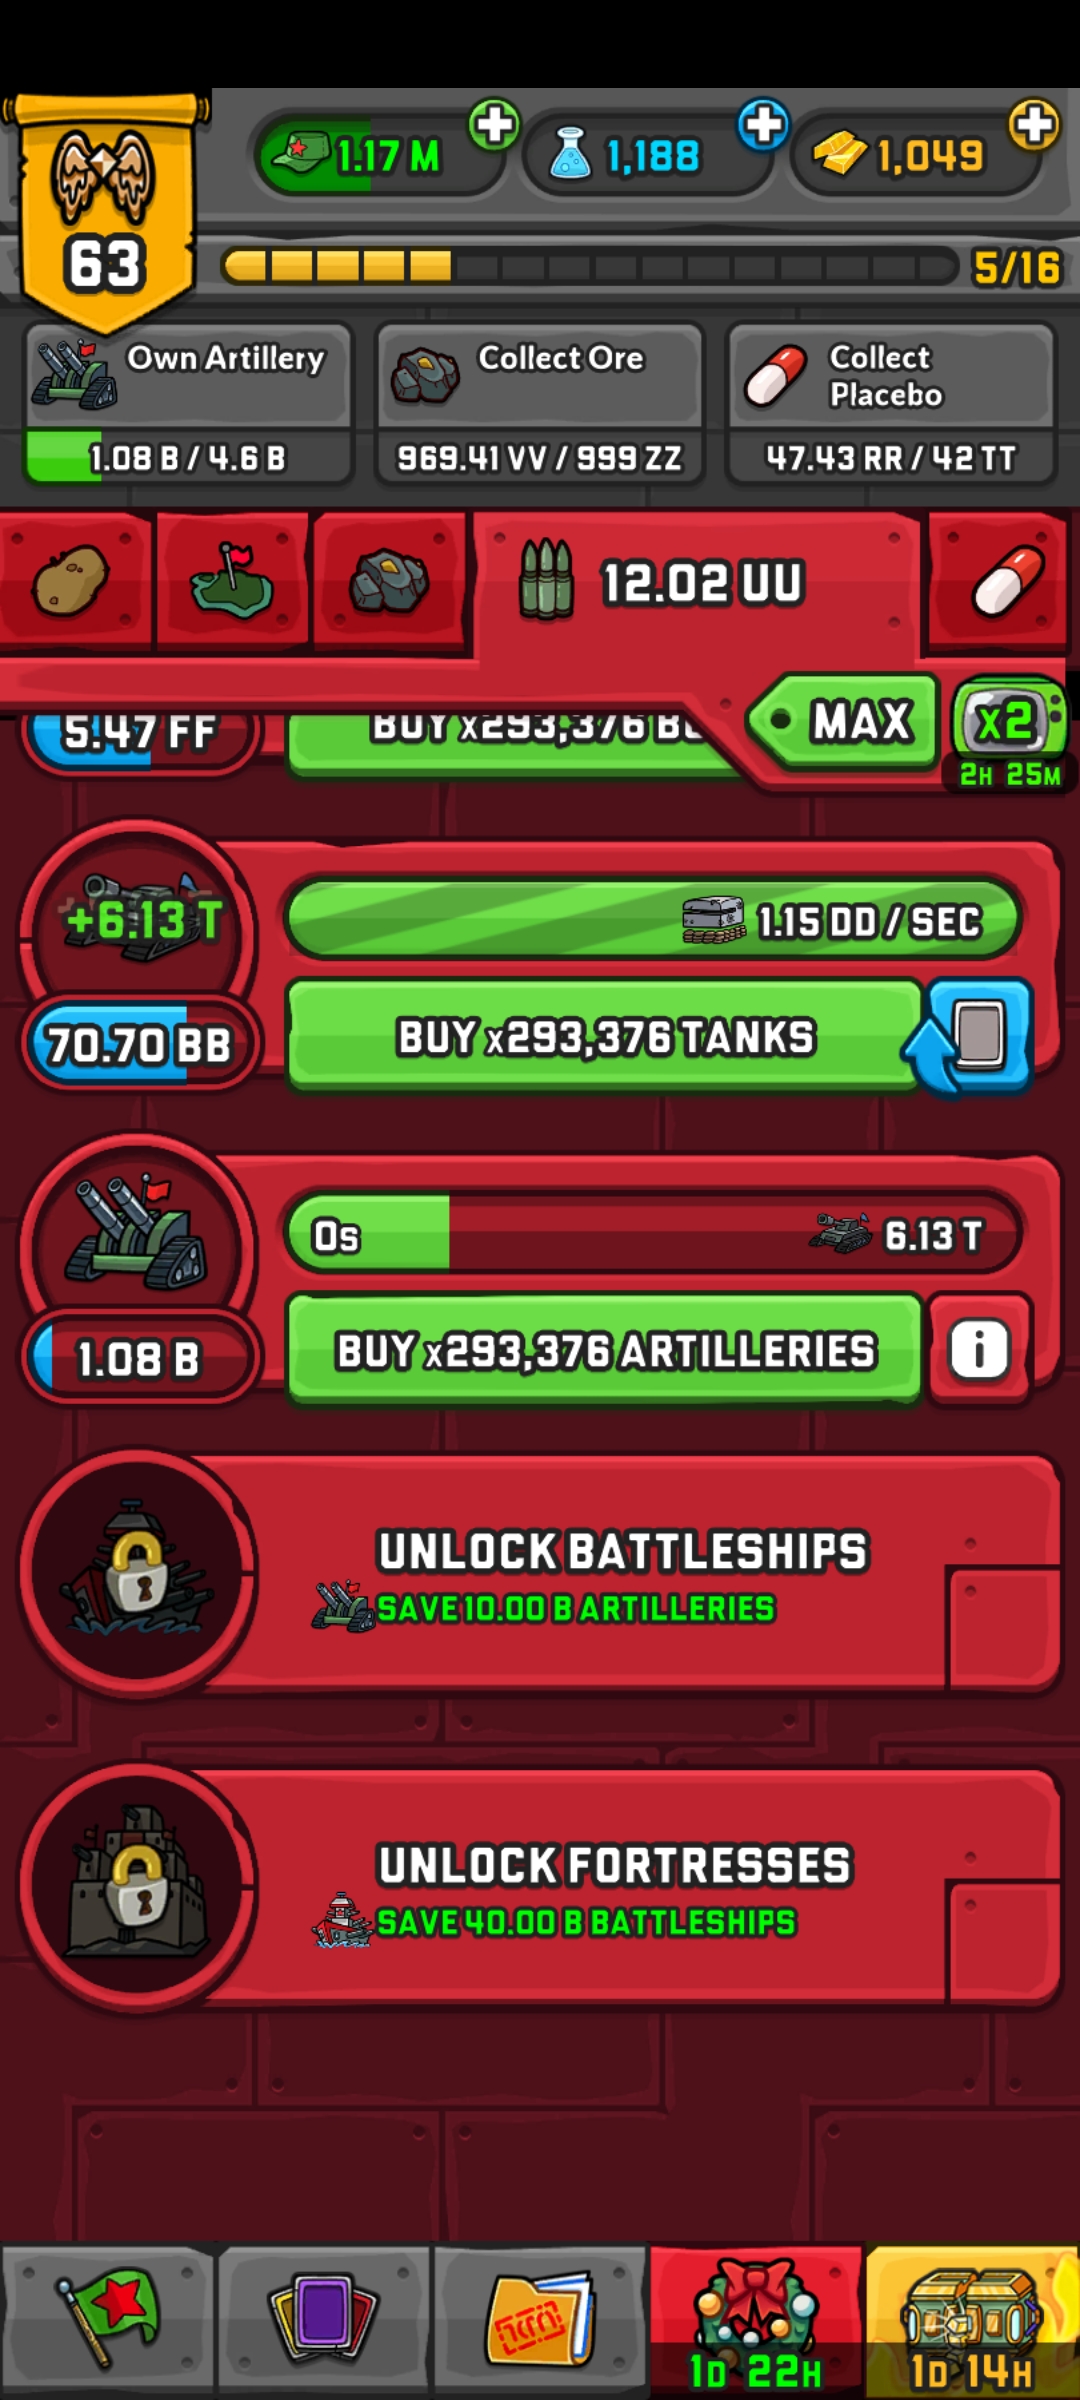 1.17 M
1,188
1,049
63
5/16
Own Artillery
1.08 B / 4.6 B
Collect Ore
969.41 VV / 999 ZZ
Collect
Placebo
47.43 RR / 42 TT
12.02 UU
MAX
x2
2H 25M
5.47 FF
BUY x293,376
+6.13 T
1.15 DD / SEC
70.70 BB
BUY x293,376 TANKS
0s
6.13 T
1.08 B
BUY x293,376 ARTILLERIES
i
UNLOCK BATTLESHIPS
SAVE 10.00 B ARTILLERIES
UNLOCK FORTRESSES
SAVE 40.00 B BATTLESHIPS
1D 22H
1D 14H